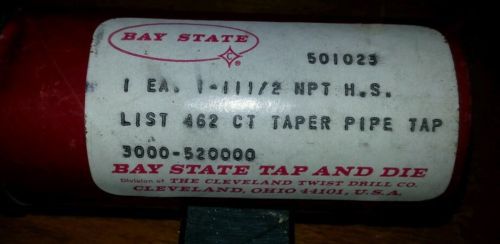 BAY STATE
C
501023
1 EA. 1-111/2 NPT H.S.
LIST 462 CT TAPER PIPE TAP
3000-520000
BAY STATE TAP AND DIE
Division of THE CLEVELAND TWIST DRILL CO.
CLEVELAND, OHIO 44101, U.S.A.